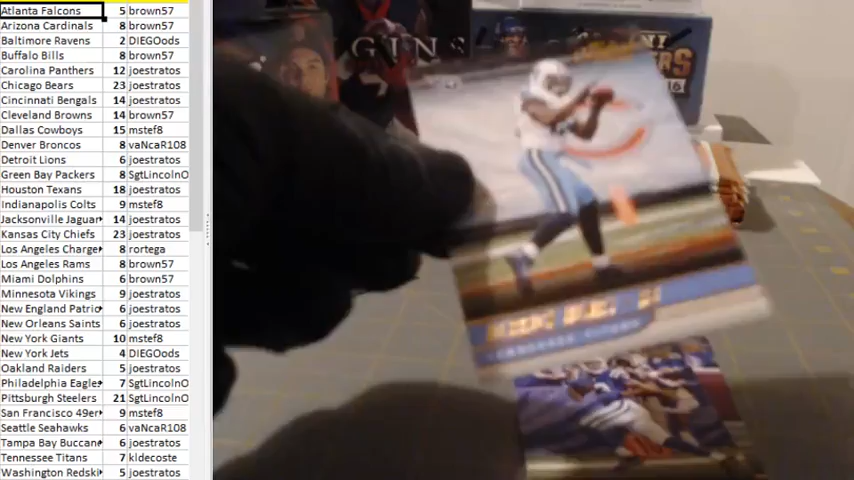 Atlanta Falcons 5 brown57
Arizona Cardinals 8 brown57
Baltimore Ravens 2 DIEGOods
Buffalo Bills 8 brown57
Carolina Panthers 12 joestratos
Chicago Bears 23 joestratos
Cincinnati Bengals 14 joestratos
Cleveland Browns 14 brown57
Dallas Cowboys 15 mstef8
Denver Broncos 8 vaNcaR108
Detroit Lions 6 joestratos
Green Bay Packers 8 SgtLincolnO
Houston Texans 18 joestratos
Indianapolis Colts 9 mstef8
Jacksonville Jaguar 14 joestratos
Kansas City Chiefs 23 joestratos
Los Angeles Charge 8 rortega
Los Angeles Rams 8 brown57
Miami Dolphins 6 brown57
Minnesota Vikings 9 joestratos
New England Patrio 6 joestratos
New Orleans Saints 6 joestratos
New York Giants 10 mstef8
New York Jets 4 DIEGOods
Oakland Raiders 5 joestratos
Philadelphia Eagle 7 SgtLincolnO
Pittsburgh Steelers 21 SgtLincolnO
San Francisco 49er 9 mstef8
Seattle Seahawks 6 vaNcaR108
Tampa Bay Buccan 6 joestratos
Tennessee Titans 7 kldecoste
Washington Redski 5 joestratos
16